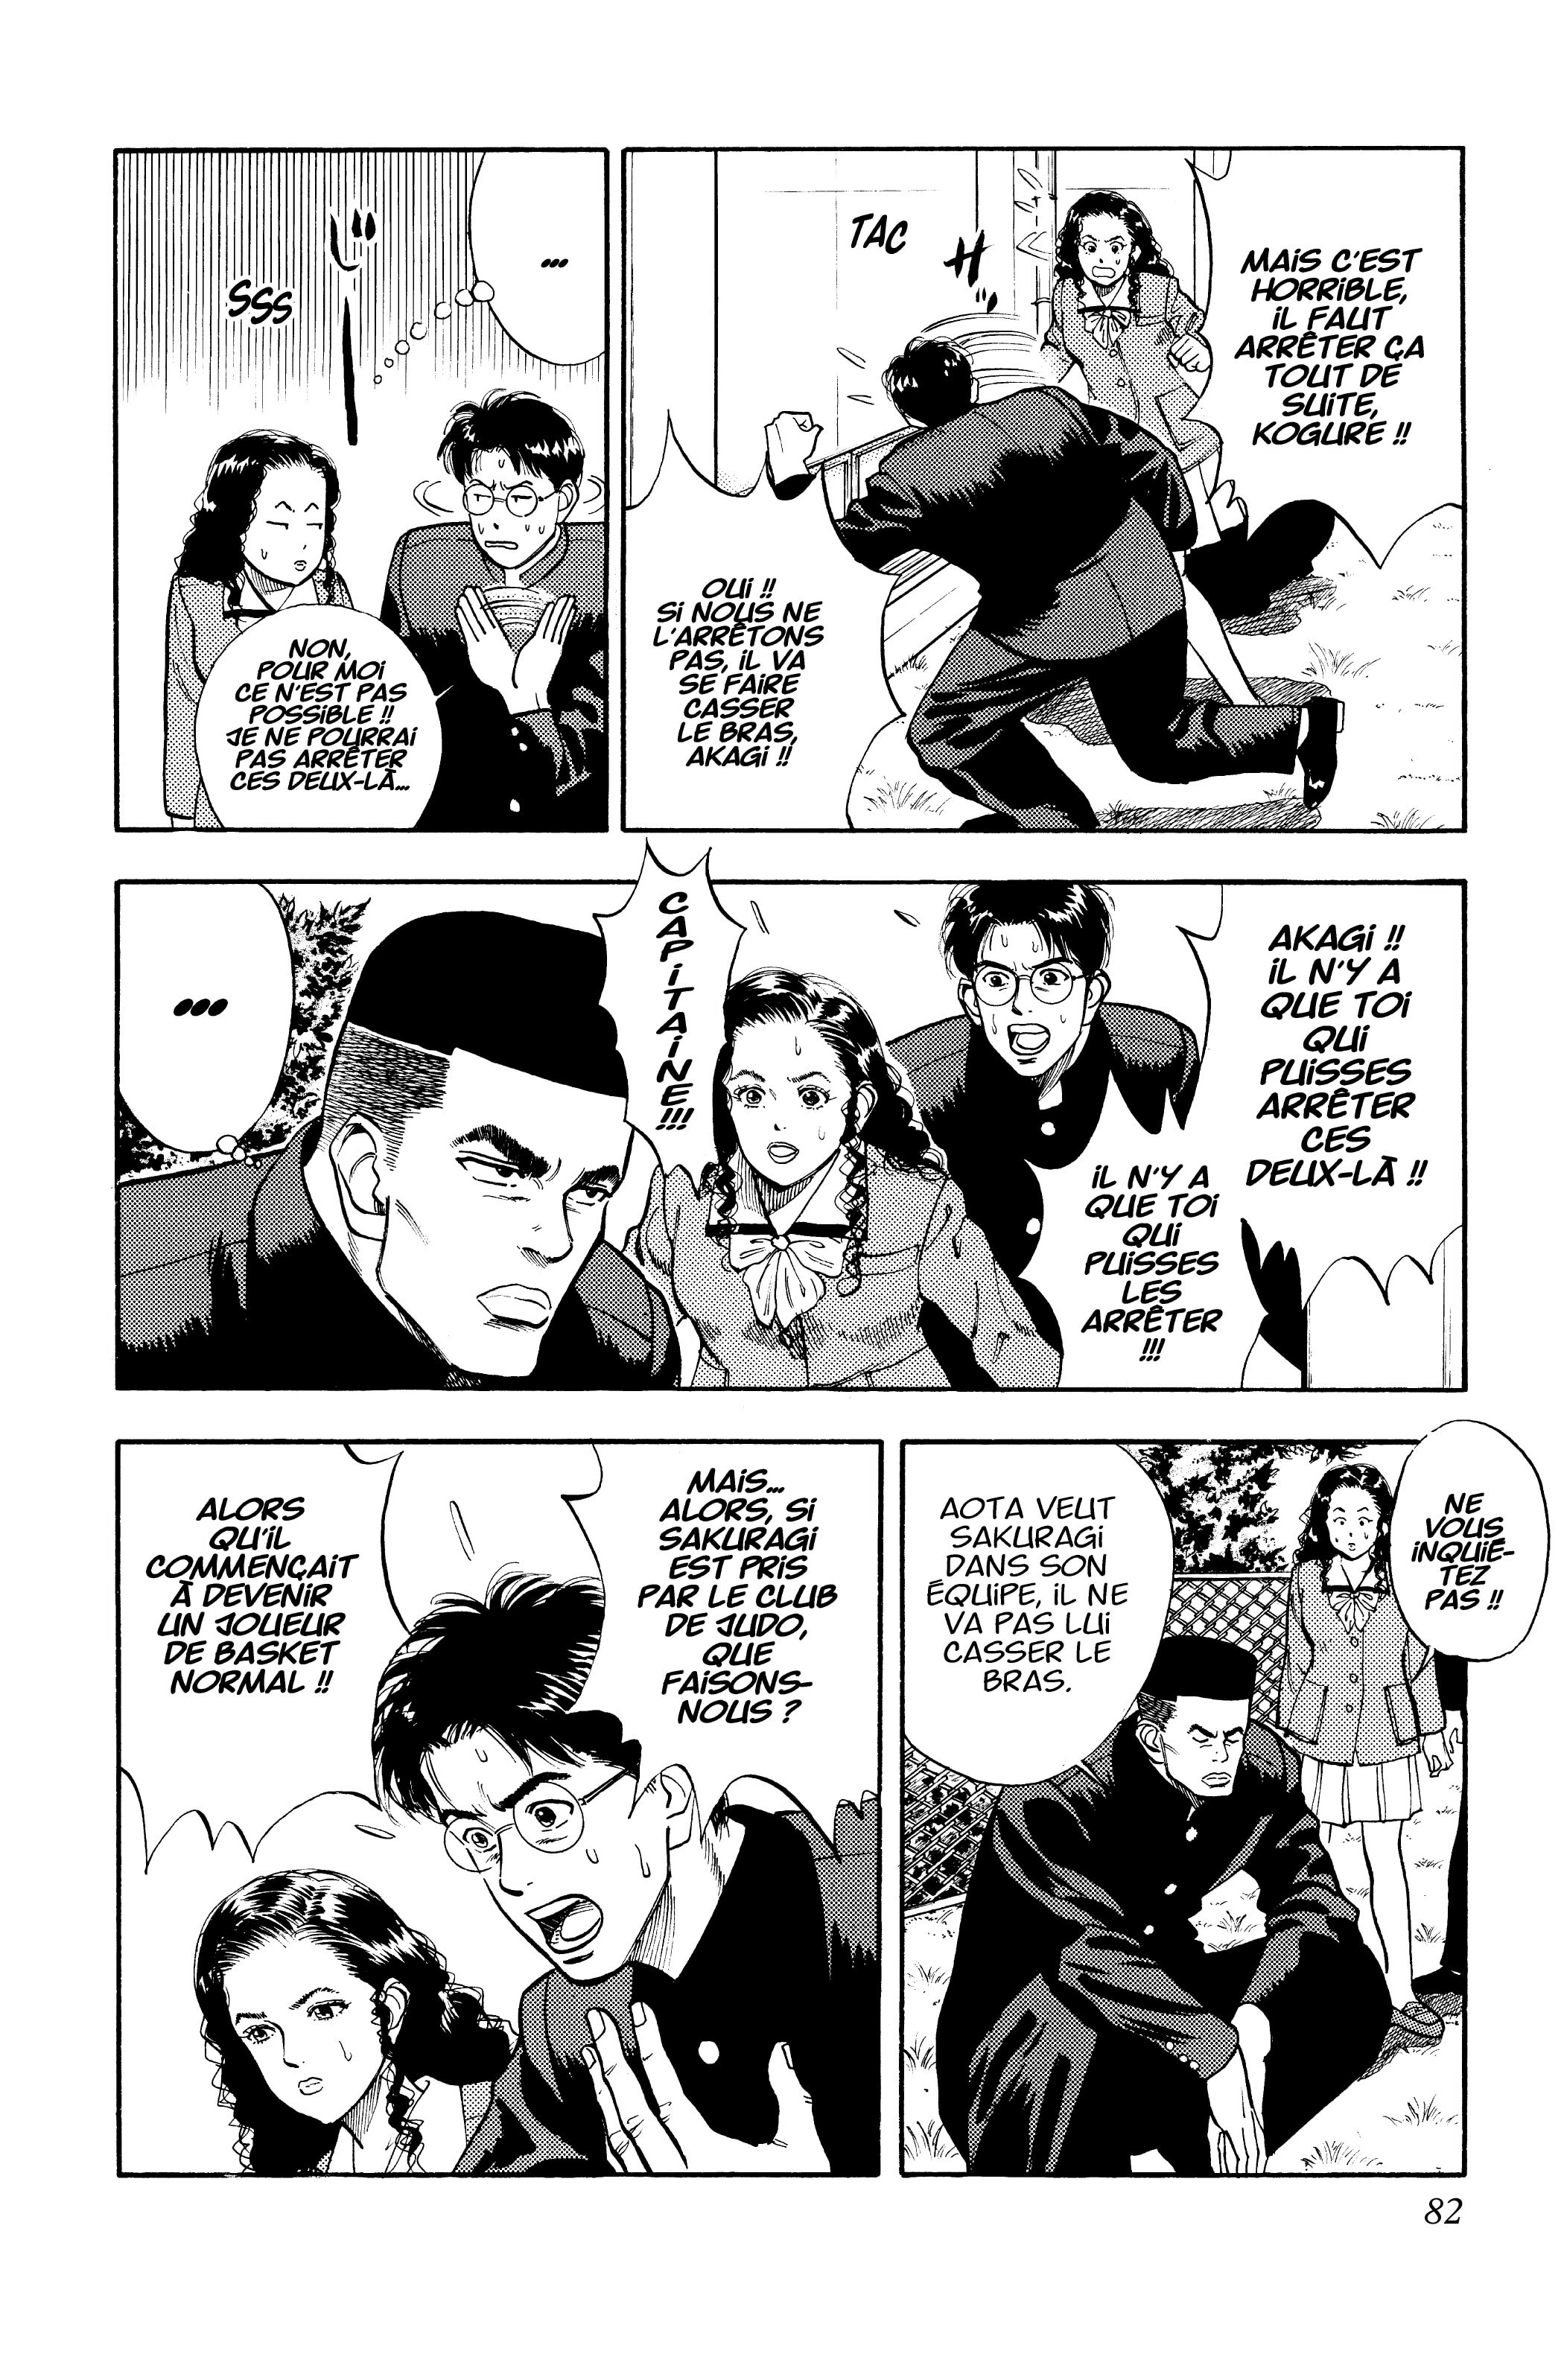 MAIS C'EST
HORRIBLE,
IL FAUT
ARRÊTER ÇA
TOUT DE
SUITE,
KOGURE !!
TAC
ガ
OUI !!
SI NOUS NE
L'ARRÊTONS
PAS, IL VA
SE FAIRE
CASSER
LE BRAS,
AKAGI !!
...
じーっ
SSS
NON,
POUR MOI
CE N'EST PAS
POSSIBLE !!
JE NE POURRAI
PAS ARRÊTER
CES DEUX-LÀ...
AKAGI !!
IL N'Y A
QUE TOI
QUI
PUISSES
ARRÊTER
CES
DEUX-LÀ !!
IL N'Y A
QUE TOI
QUI
PUISSES
LES
ARRÊTER
!!!
CAPITAINE!!!
...
NE
VOUS
INQUIÉ-
TEZ
PAS !!
AOTA VEUT
SAKURAGI
DANS SON
ÉQUIPE, IL NE
VA PAS LUI
CASSER LE
BRAS.
MAIS...
ALORS, SI
SAKURAGI
EST PRIS
PAR LE CLUB
DE JUDO,
QUE
FAISONS-
NOUS ?
ALORS
QU'IL
COMMENÇAIT
À DEVENIR
UN JOUEUR
DE BASKET
NORMAL !!
82